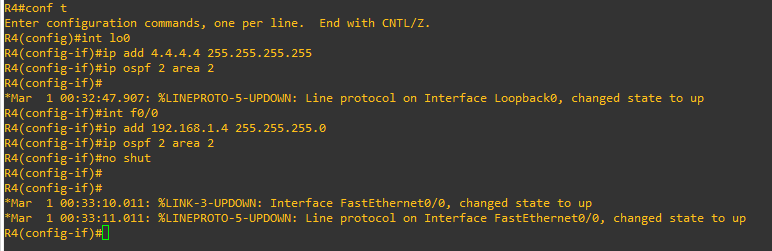 R4#conf t
Enter configuration commands, one per line.  End with CNTL/Z.
R4(config)#int lo0
R4(config-if)#ip add 4.4.4.4 255.255.255.255
R4(config-if)#ip ospf 2 area 2
R4(config-if)#
*Mar  1 00:32:47.907: %LINEPROTO-5-UPDOWN: Line protocol on Interface Loopback0, changed state to up
R4(config-if)#int f0/0
R4(config-if)#ip add 192.168.1.4 255.255.255.0
R4(config-if)#ip ospf 2 area 2
R4(config-if)#no shut
R4(config-if)#
R4(config-if)#
*Mar  1 00:33:10.011: %LINK-3-UPDOWN: Interface FastEthernet0/0, changed state to up
*Mar  1 00:33:11.011: %LINEPROTO-5-UPDOWN: Line protocol on Interface FastEthernet0/0, changed state to up
R4(config-if)#